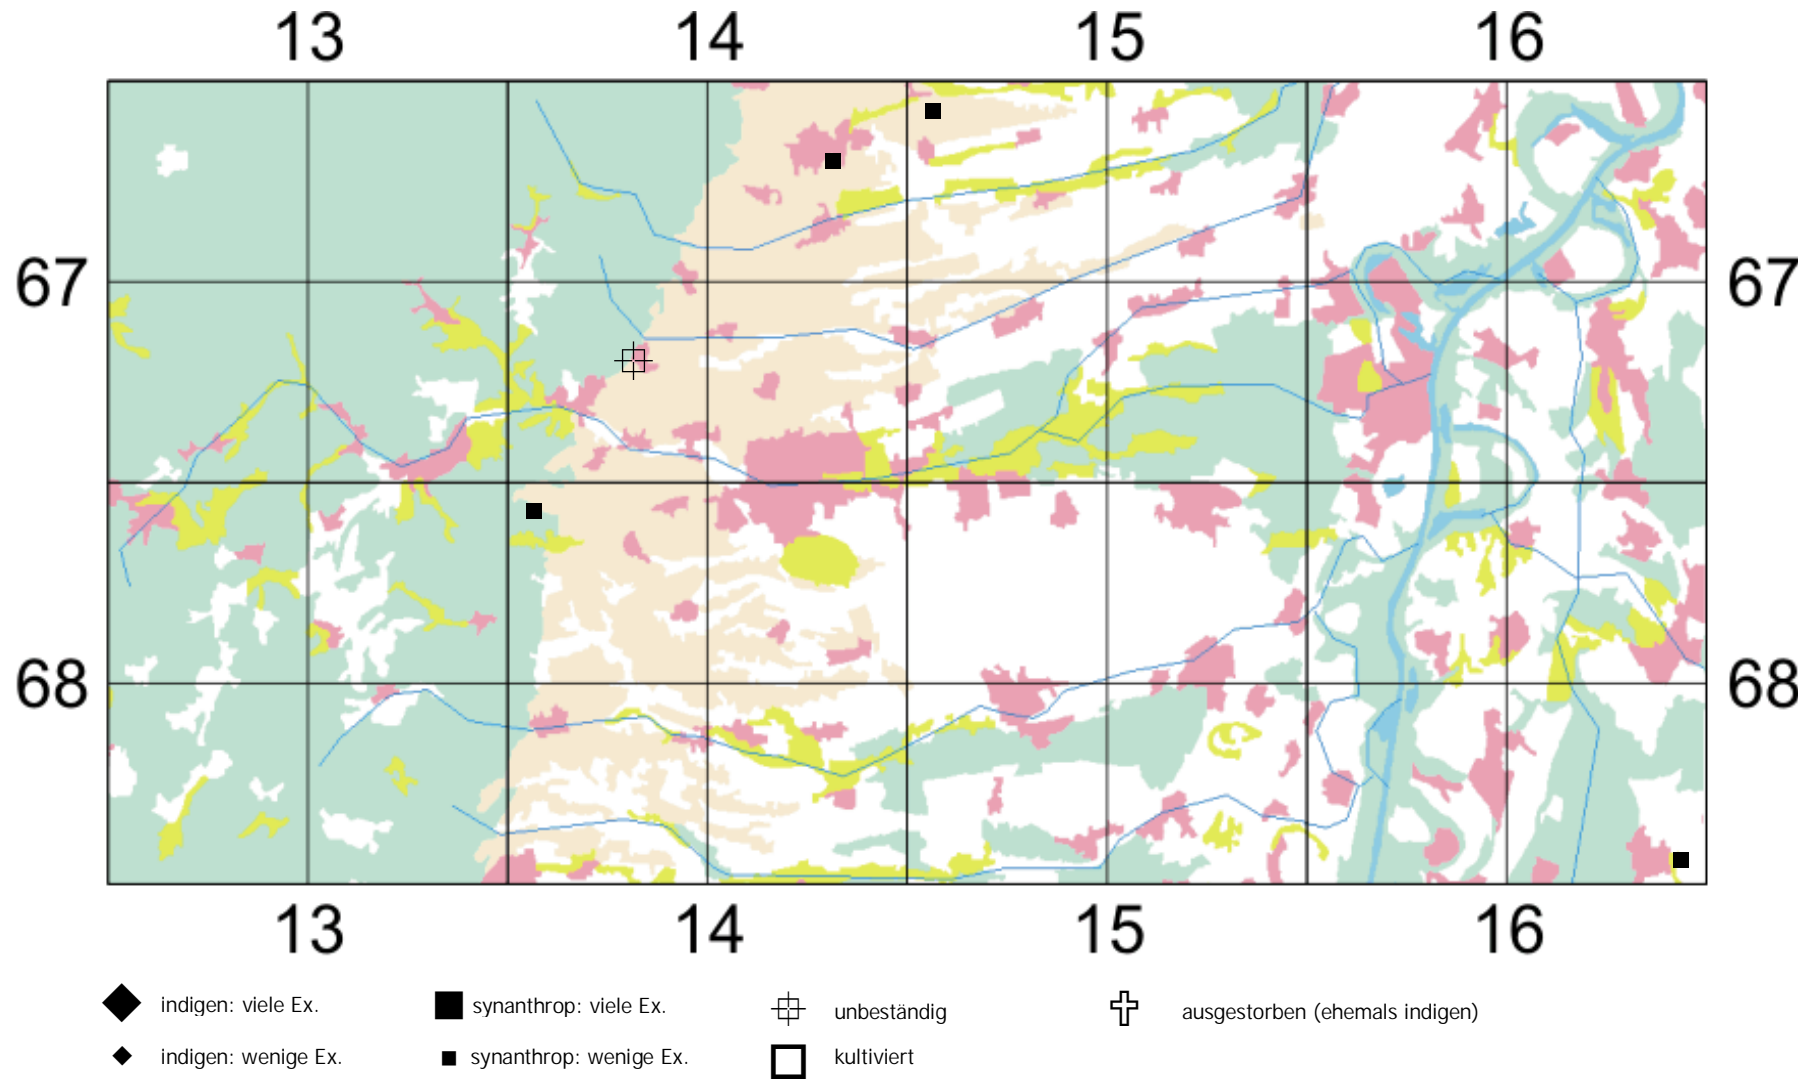 13 14 15 16
67 67
68 68
13 14 15 16
indigen: viele Ex. synanthrop: viele Ex. unbeständig ausgestorben (ehemals indigen)
indigen: wenige Ex. synanthrop: wenige Ex. kultiviert